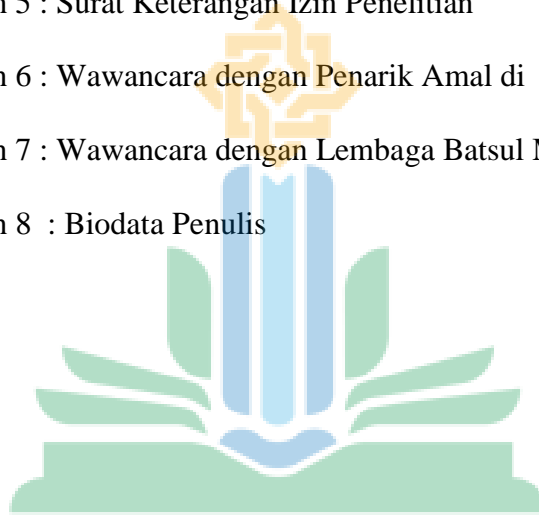 n 5 : Surat Keterangan Izin Penelitian
n 6 : Wawancara dengan Penarik Amal di
n 7 : Wawancara dengan Lembaga Batsul M
n 8 : Biodata Penulis